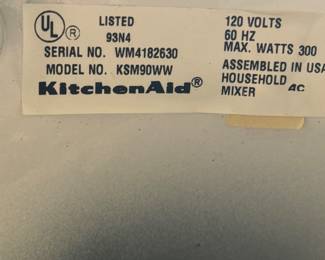 UL® LISTED 120 VOLTS
93N4 60 HZ
SERIAL NO. WM4182630 MAX. WATTS 300
MODEL NO. KSM90WW ASSEMBLED IN USA
KitchenAid® HOUSEHOLD 4C
MIXER